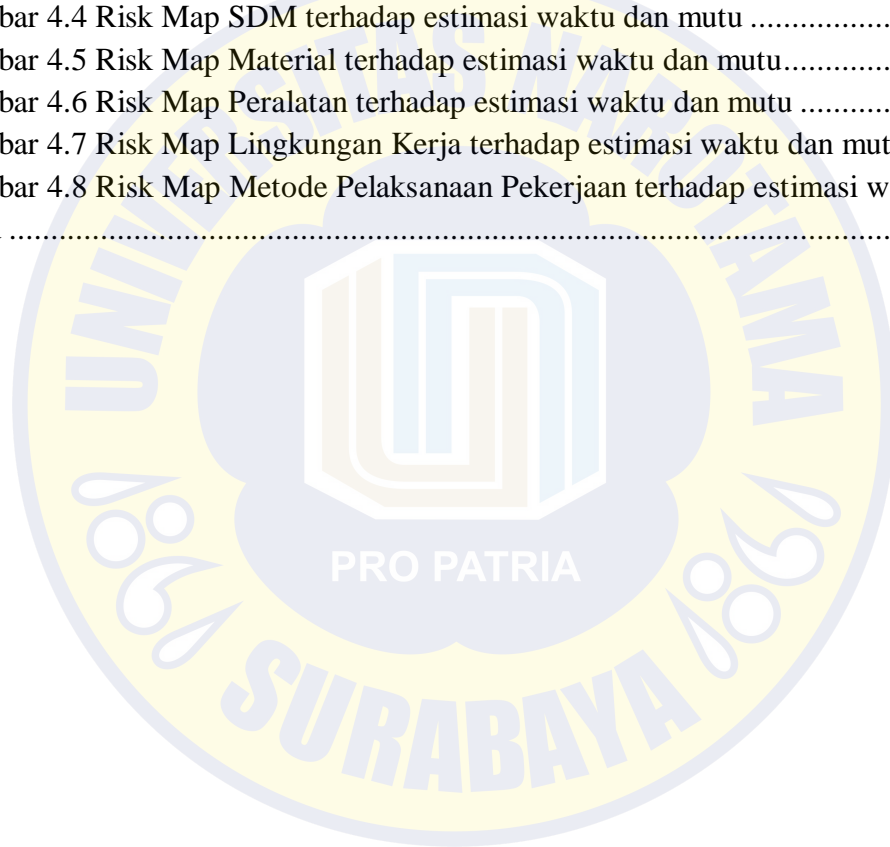 bar 4.4 Risk Map SDM terhadap estimasi waktu dan mutu ...............
bar 4.5 Risk Map Material terhadap estimasi waktu dan mutu...........
bar 4.6 Risk Map Peralatan terhadap estimasi waktu dan mutu ..........
bar 4.7 Risk Map Lingkungan Kerja terhadap estimasi waktu dan mut
bar 4.8 Risk Map Metode Pelaksanaan Pekerjaan terhadap estimasi w
..........................................................................................
UNIVERSITAS NAROTAMA
PRO PATRIA
SURABAYA